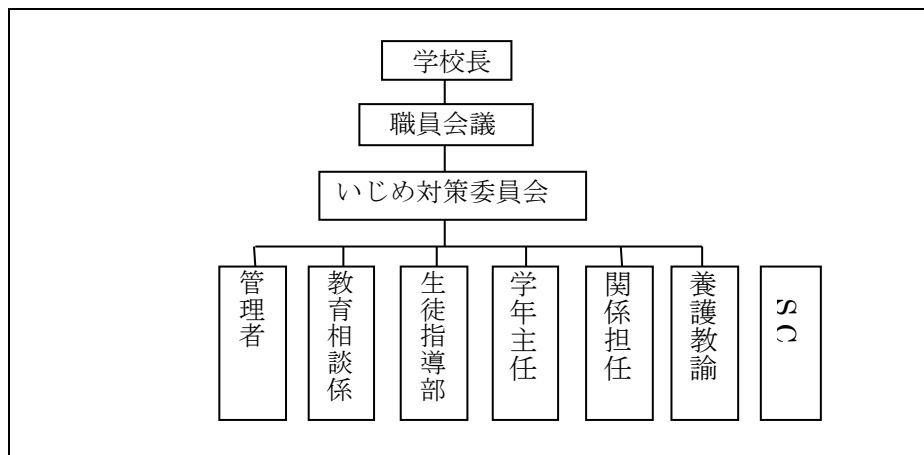 学校長
職員会議
いじめ対策委員会
管理者
教育相談係
生徒指導部
学年主任
関係担任
養護教諭
SC